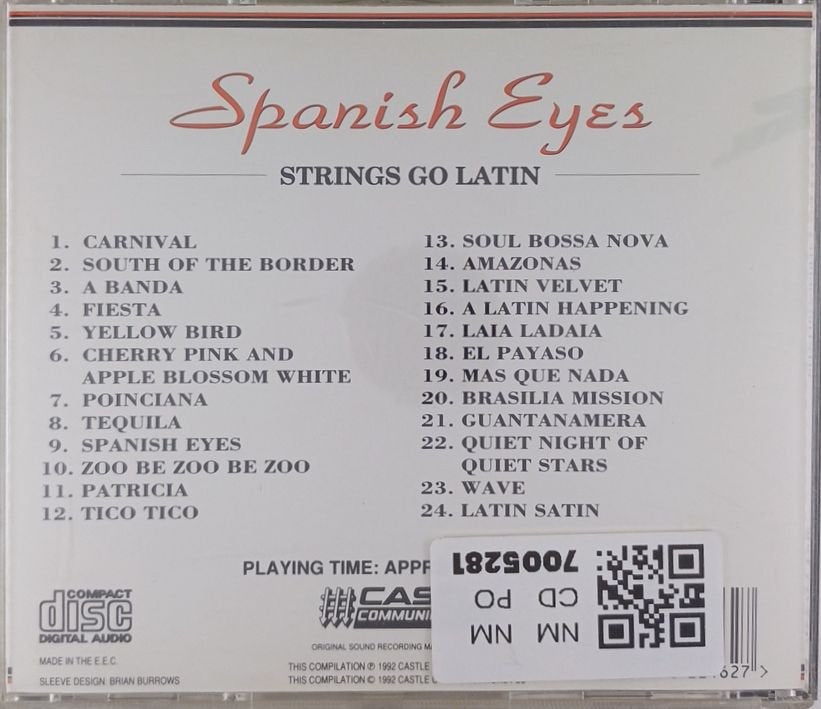 Spanish Eyes
STRINGS GO LATIN
1. CARNIVAL
2. SOUTH OF THE BORDER
3. A BANDA
4. FIESTA
5. YELLOW BIRD
6. CHERRY PINK AND
APPLE BLOSSOM WHITE
7. POINCIANA
8. TEQUILA
9. SPANISH EYES
10. ZOO BE ZOO BE ZOO
11. PATRICIA
12. TICO TICO
13. SOUL BOSSA NOVA
14. AMAZONAS
15. LATIN VELVET
16. A LATIN HAPPENING
17. LAIA LADAIA
18. EL PAYASO
19. MAS QUE NADA
20. BRASILIA MISSION
21. GUANTANAMERA
22. QUIET NIGHT OF
QUIET STARS
23. WAVE
24. LATIN SATIN
PLAYING TIME:
COMPACT
disc
DIGITAL AUDIO
MADE IN THE E.E.C.
SLEEVE DESIGN: BRIAN BURROWS
ORIGINAL SOUND RECORDING
THIS COMPILATION ℗ 1992 CASTLE
THIS COMPILATION © 1992 CASTLE
7005281
CD PO
NM NM
627 >